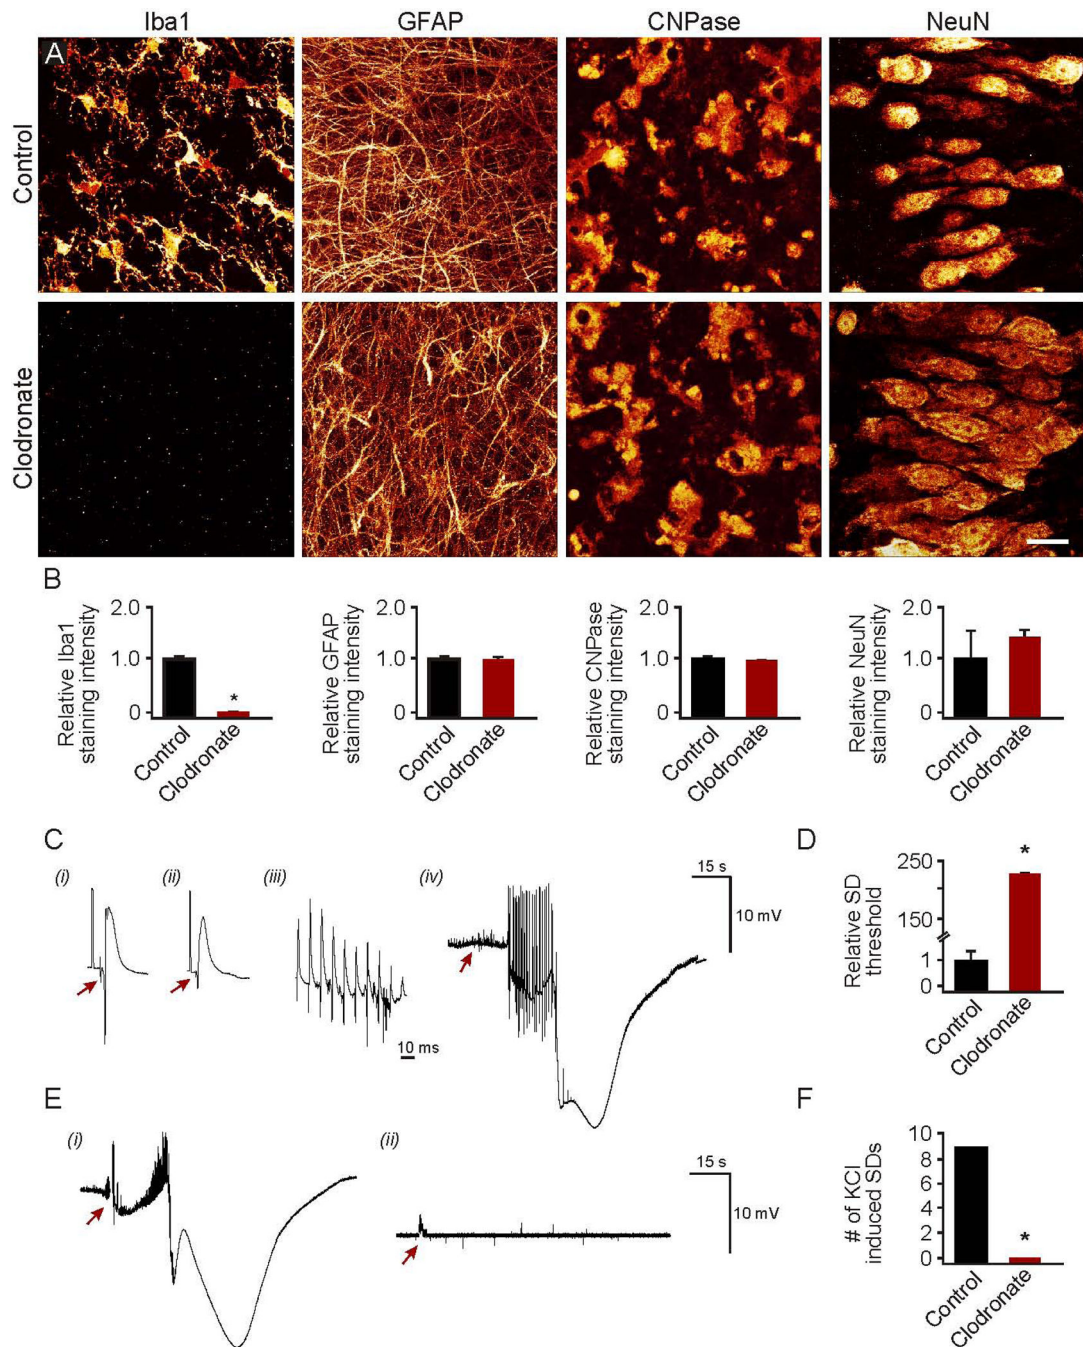 Iba1 GFAP CNPase NeuN
A
Control
Clodronate
B
Relative Iba1
staining intensity
2.0
1.0
0
*
Control
Clodronate
Relative GFAP
staining intensity
2.0
1.0
0
Control
Clodronate
Relative CNPase
staining intensity
2.0
1.0
0
Control
Clodronate
Relative NeuN
staining intensity
2.0
1.0
0
Control
Clodronate
C
(i)
(ii)
(iii)
10 ms
(iv)
15 s
10 mV
D
Relative SD
threshold
250
150
1
0
*
Control
Clodronate
E
(i)
(ii)
15 s
10 mV
F
# of KCl
induced SDs
10
8
6
4
2
0
*
Control
Clodronate